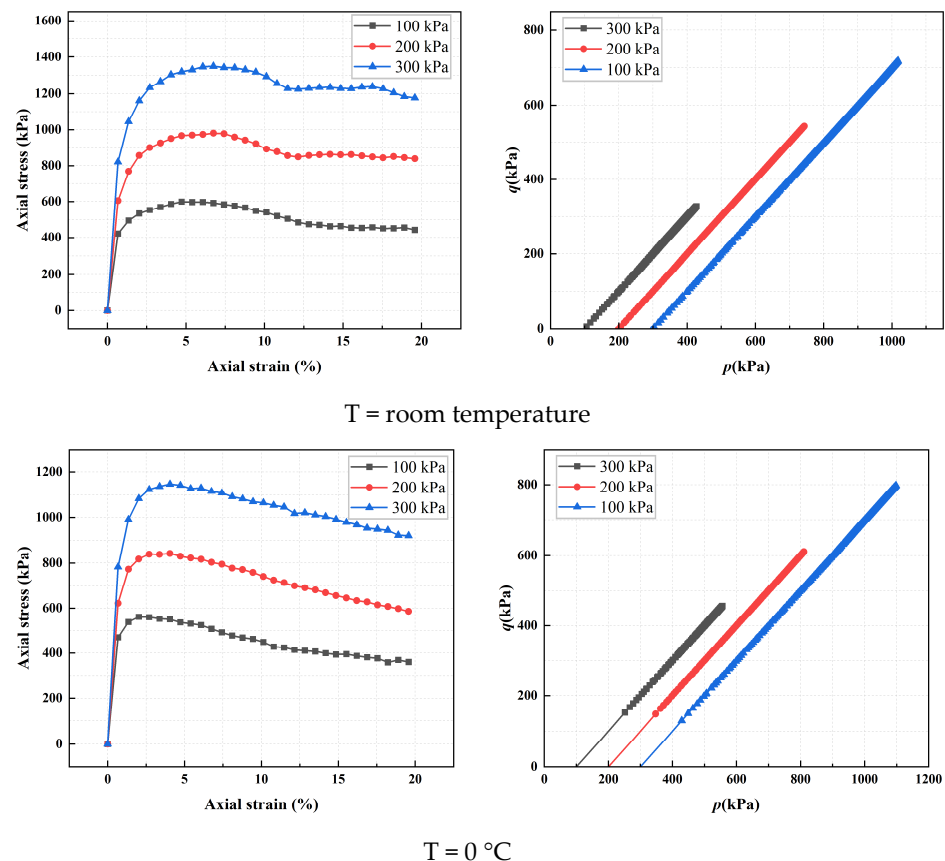 1600
1400
1200
1000
800
600
400
200
0
Axial stress (kPa)
100 kPa
200 kPa
300 kPa
0 5 10 15 20
Axial strain (%)
800
600
400
200
0
q(kPa)
300 kPa
200 kPa
100 kPa
0 200 400 600 800 1000
p(kPa)
T = room temperature
1200
1000
800
600
400
200
0
Axial stress (kPa)
100 kPa
200 kPa
300 kPa
0 5 10 15 20
Axial strain (%)
800
600
400
200
0
q(kPa)
300 kPa
200 kPa
100 kPa
0 200 400 600 800 1000 1200
p(kPa)
T = 0 °C